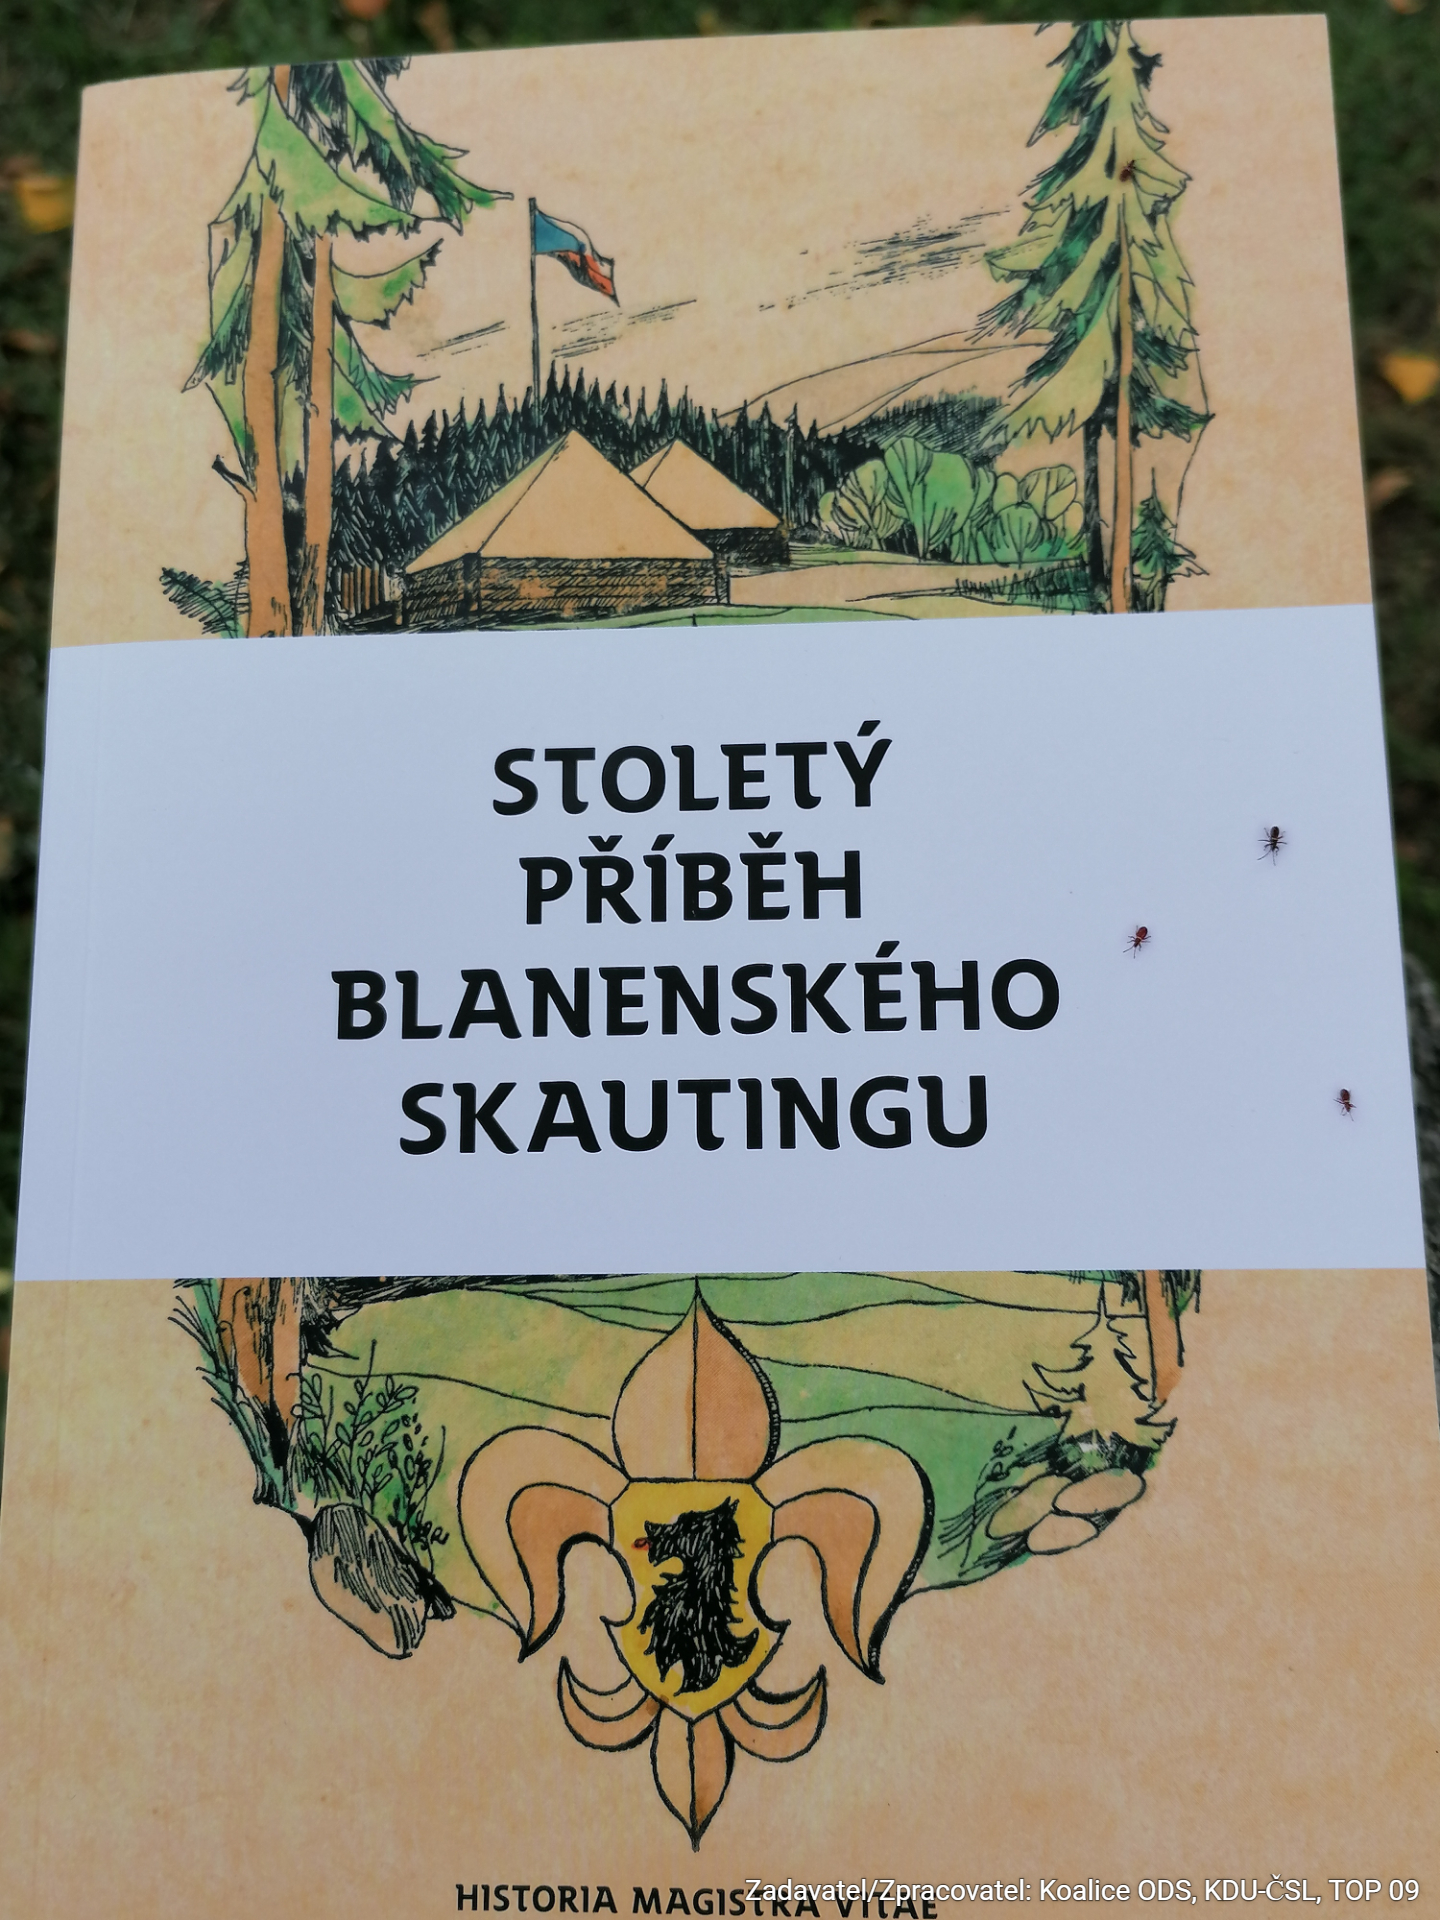 STOLETÝ
PŘÍBĚH
BLANENSKÉHO
SKAUTINGU
HISTORIA MAGISTRA VITAE
Zadavatel/Zpracovatel: Koalice ODS, KDU-ČSL, TOP 09